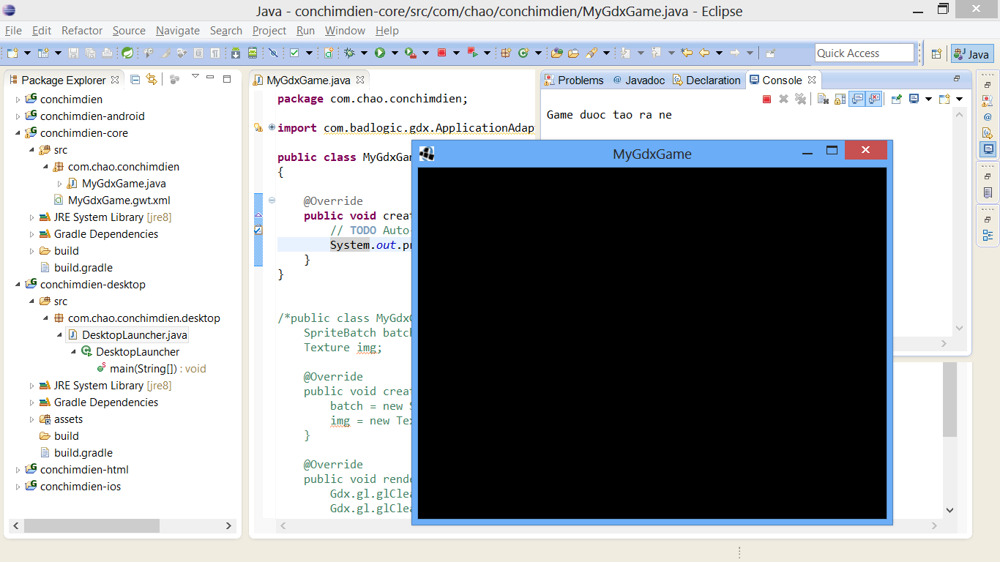 Java - conchimdien-core/src/com/chao/conchimdien/MyGdxGame.java - Eclipse
File Edit Refactor Source Navigate Search Project Run Window Help
Quick Access
Java
Package Explorer
conchimdien
conchimdien-android
conchimdien-core
src
com.chao.conchimdien
MyGdxGame.java
MyGdxGame.gwt.xml
JRE System Library [jre8]
Gradle Dependencies
build
build.gradle
conchimdien-desktop
src
com.chao.conchimdien.desktop
DesktopLauncher.java
DesktopLauncher
main(String[]) : void
JRE System Library [jre8]
Gradle Dependencies
assets
build
build.gradle
conchimdien-html
conchimdien-ios
MyGdxGame.java
package com.chao.conchimdien;
import com.badlogic.gdx.ApplicationAdap
public class MyGdxGam
{
@Override
public void creat
// TODO Auto-
System.out.pr
}
}
/*public class MyGdxG
SpriteBatch batch
Texture img;
@Override
public void creat
batch = new S
img = new Tex
}
@Override
public void rende
Gdx.gl.glClea
Gdx.gl.glClea
Problems @ Javadoc Declaration Console
Game duoc tao ra ne
MyGdxGame